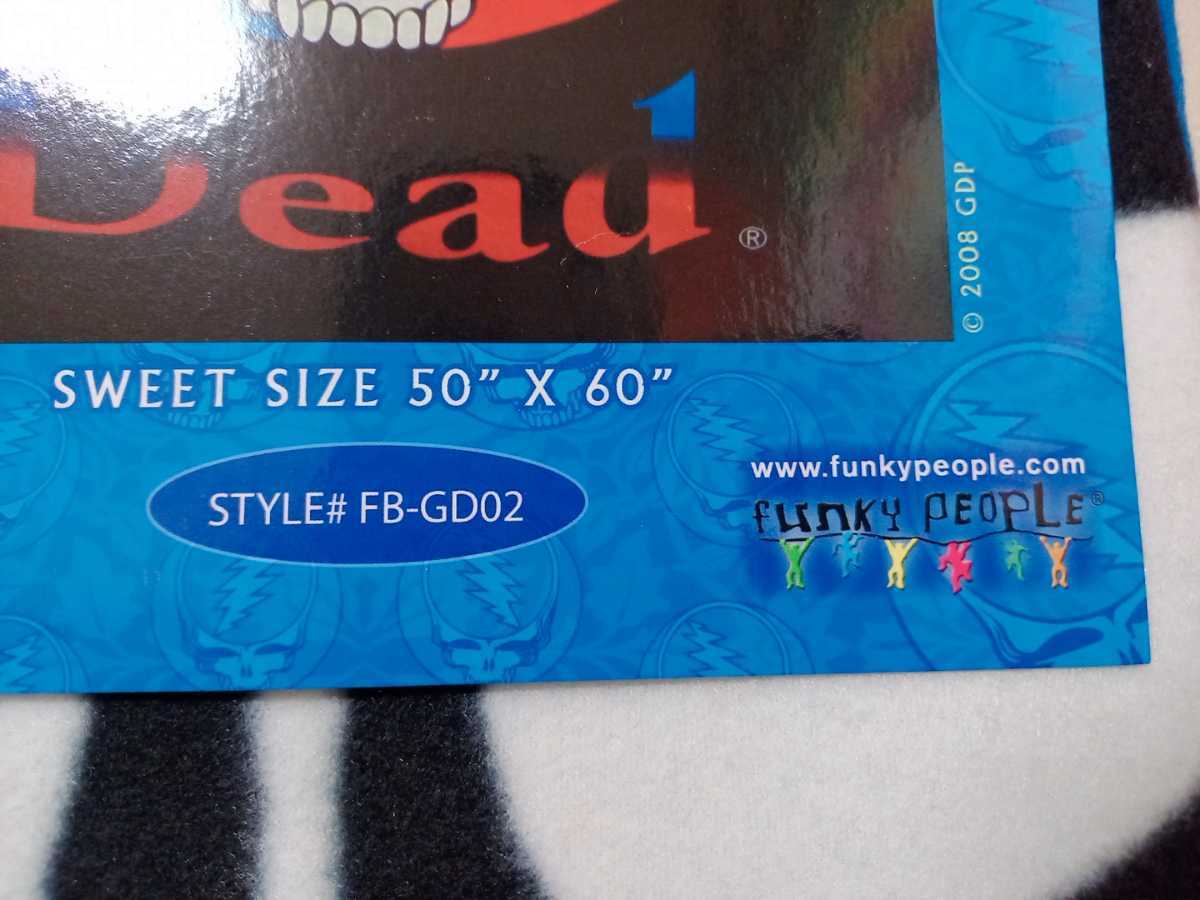 Dead ®
© 2008 GDP
SWEET SIZE 50” X 60”
STYLE# FB-GD02
www.funkypeople.com
funky PEOPLE®